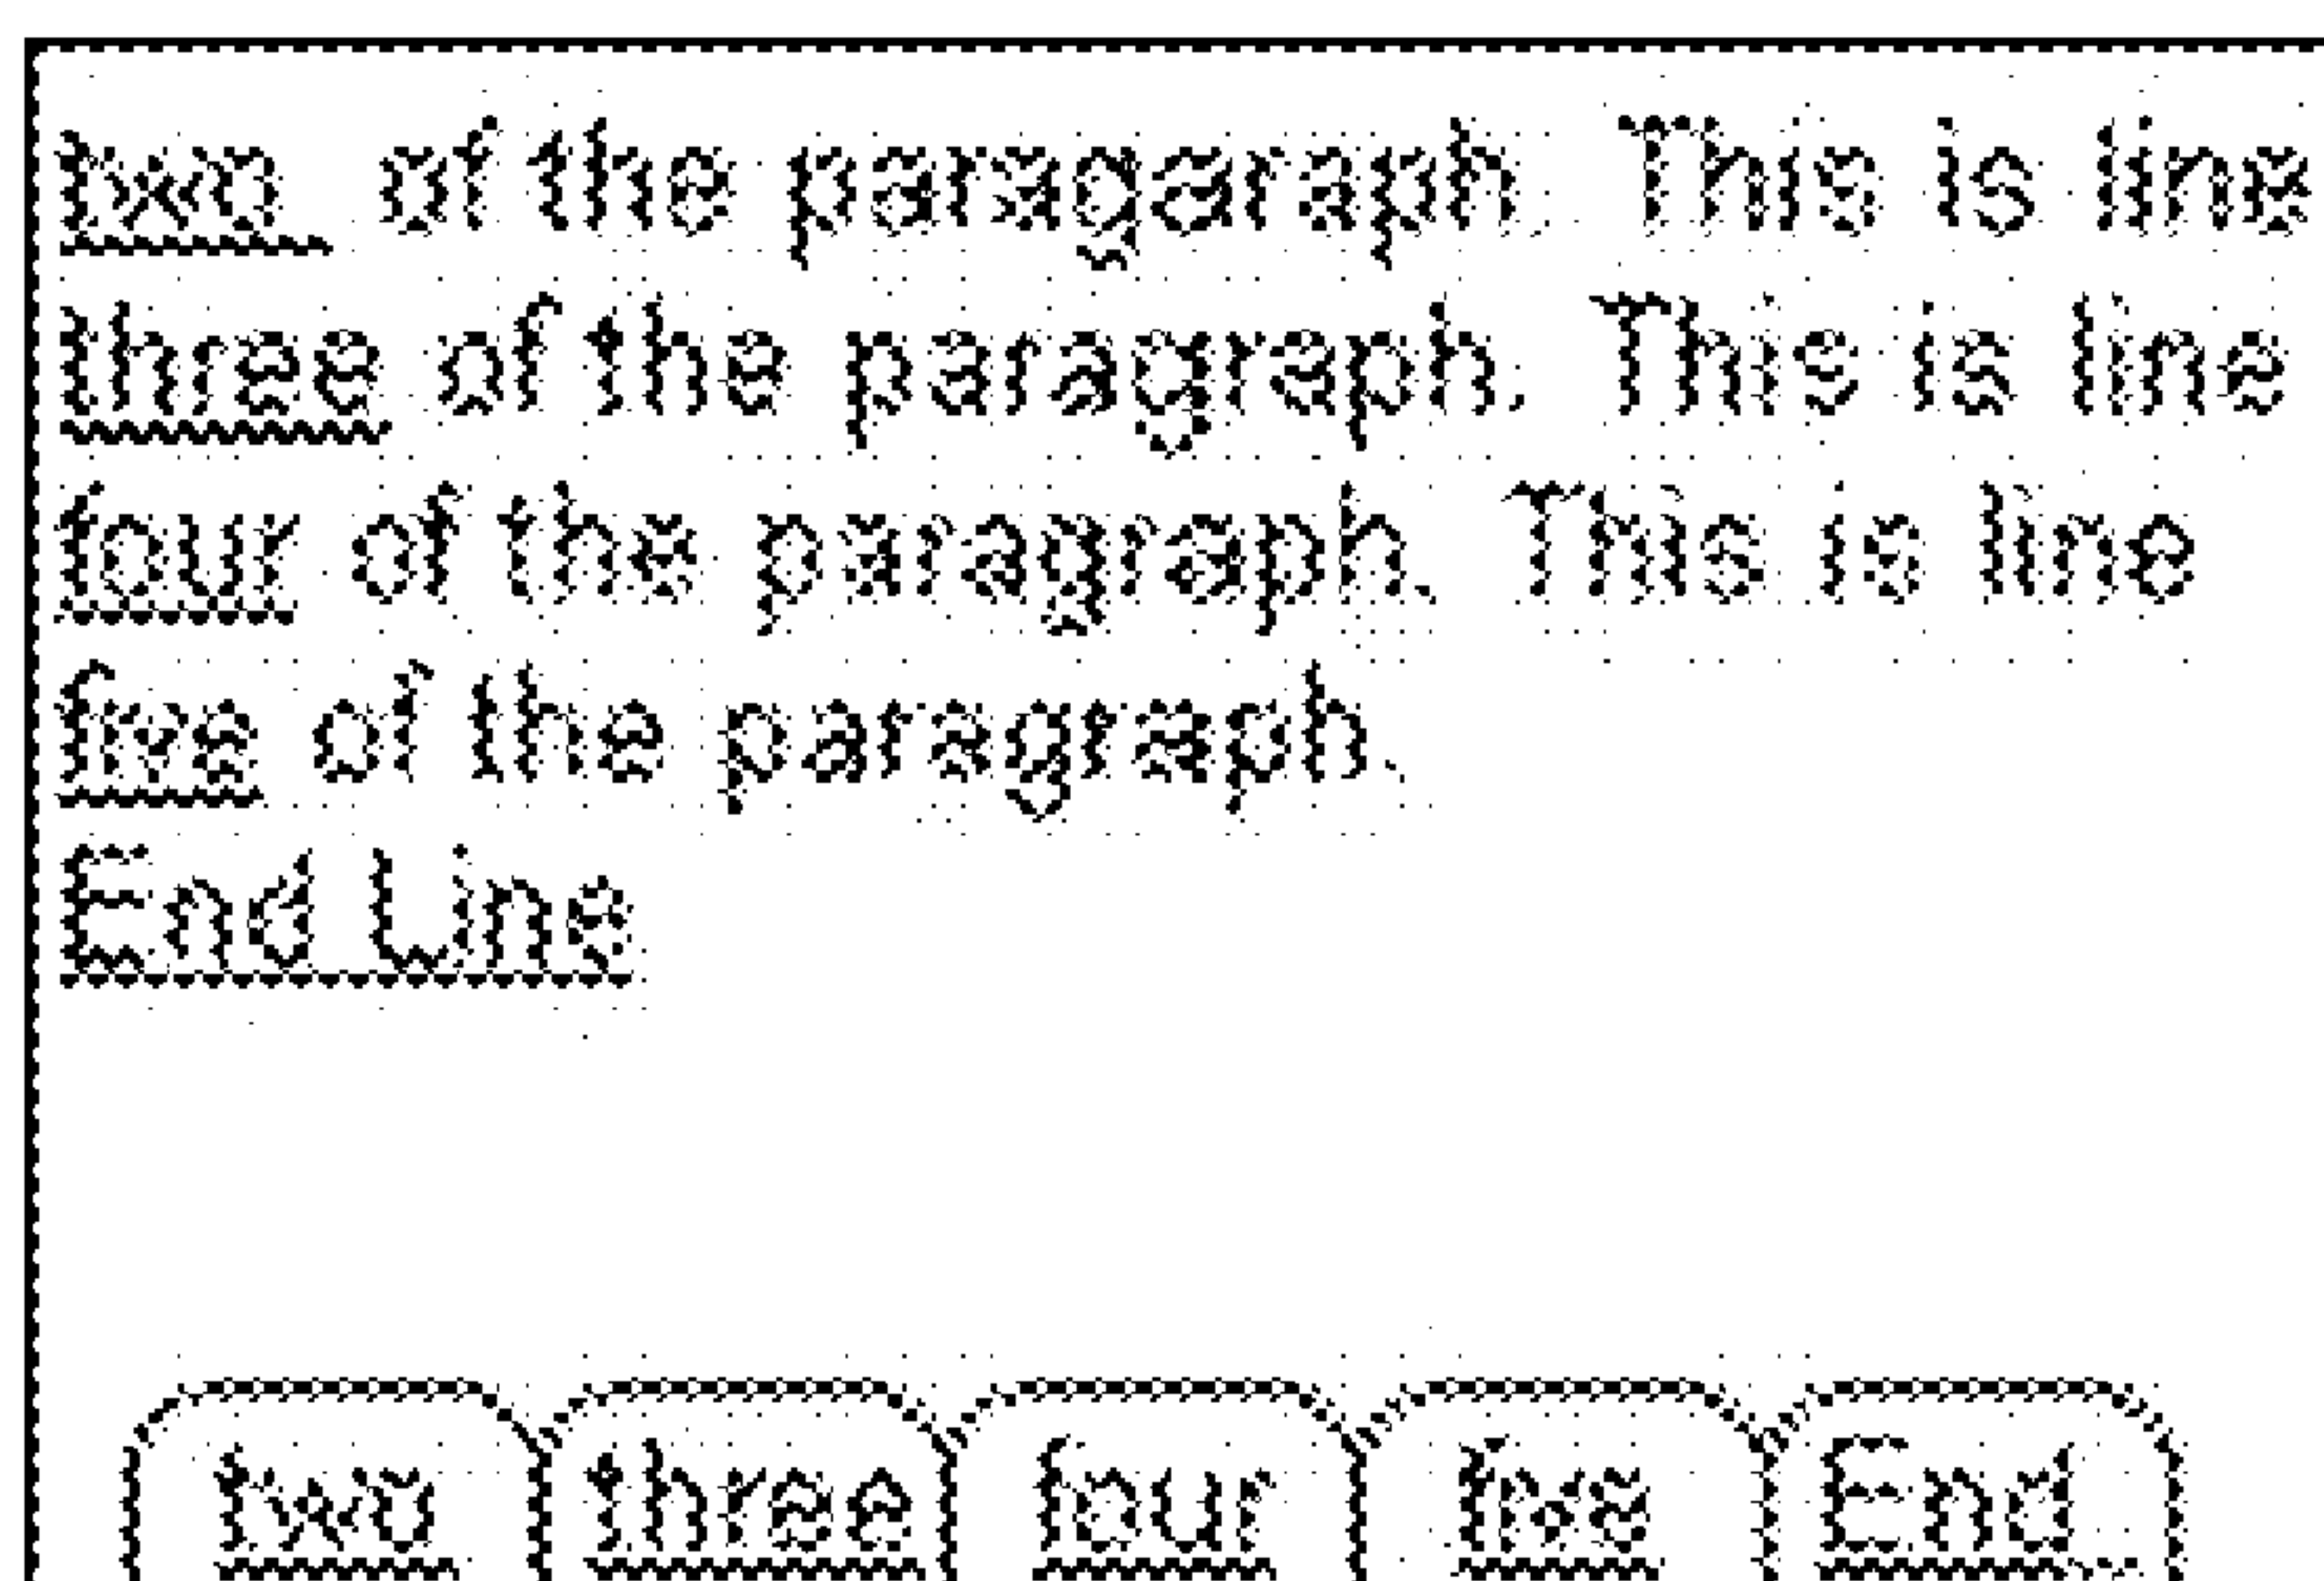 two of the paragraph. This is line
three of the paragraph. This is line
four of the paragraph. This is line
five of the paragraph.
End Line
two three four five End